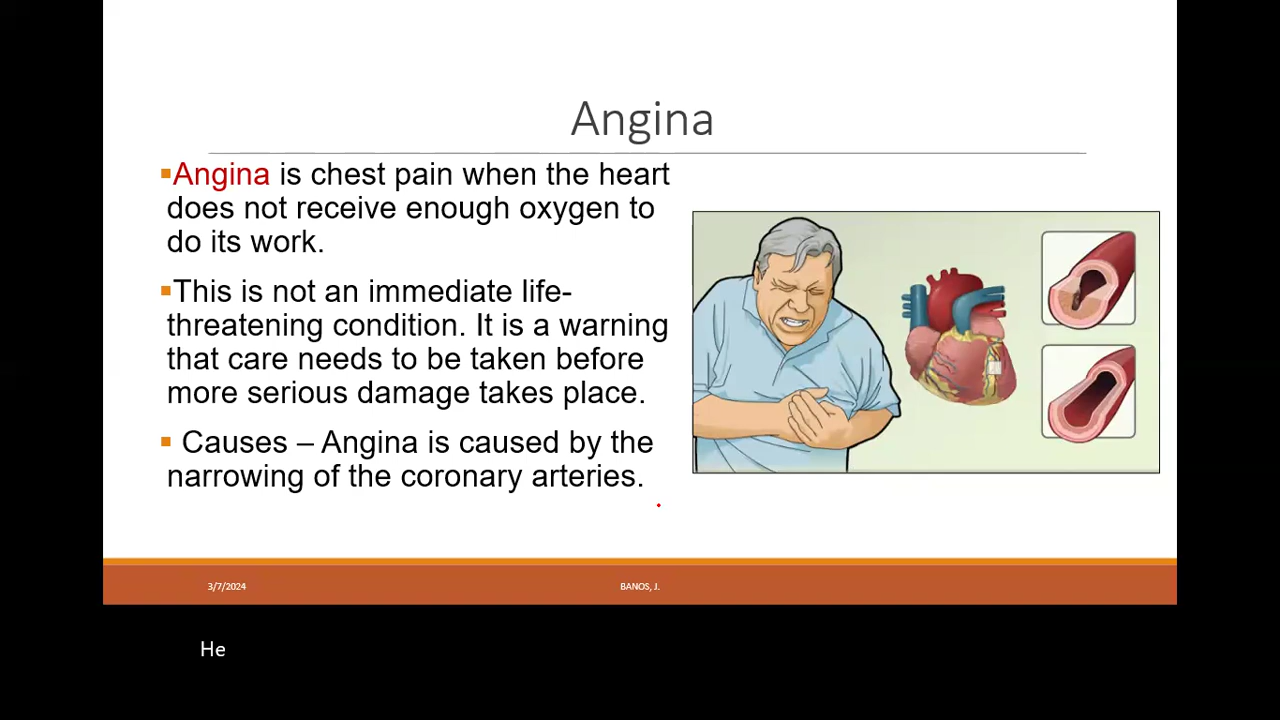 Angina
▪Angina is chest pain when the heart
does not receive enough oxygen to
do its work.
▪This is not an immediate life-
threatening condition. It is a warning
that care needs to be taken before
more serious damage takes place.
▪ Causes – Angina is caused by the
narrowing of the coronary arteries.
3/7/2024
BANOS, J.
He